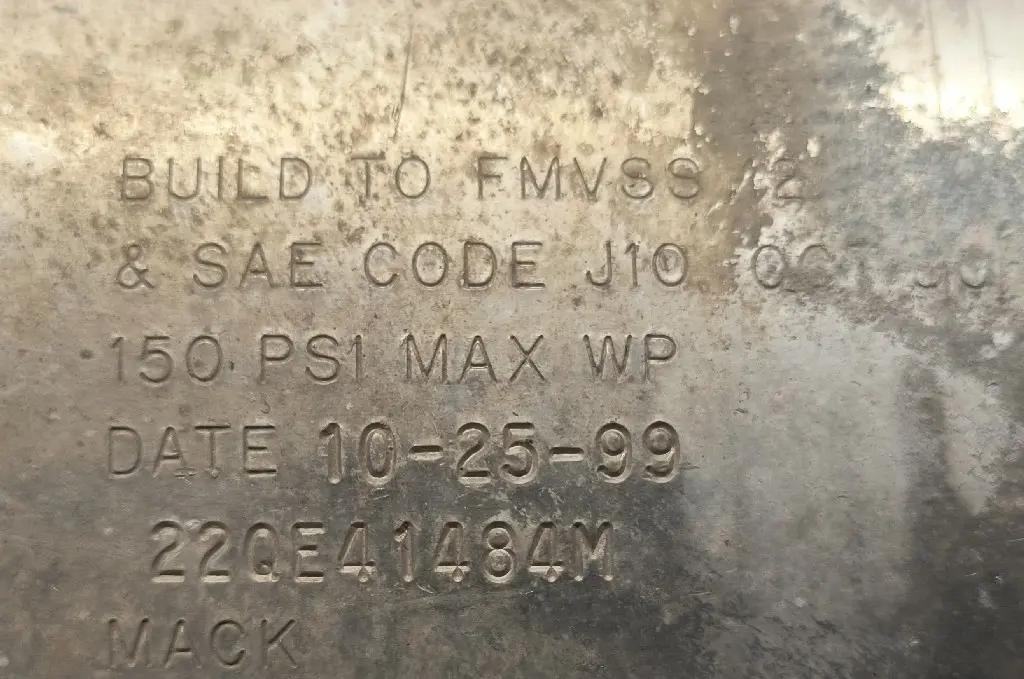 BUILD TO FMVSS
& SAE CODE J10
150 PSI MAX WP
DATE 10-25-99
22QE41484M
MACK